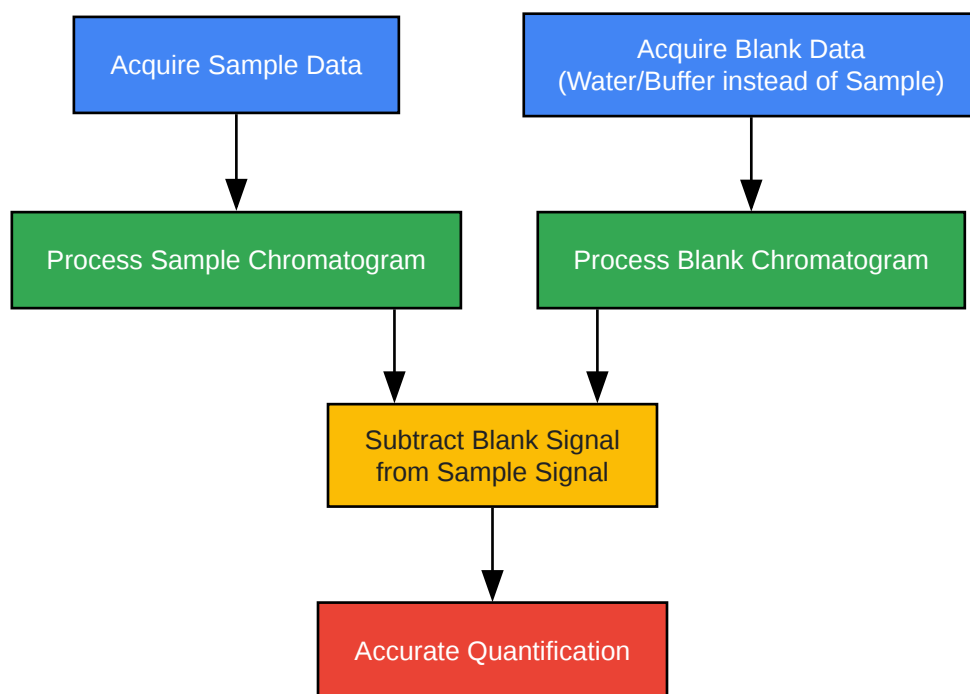 Acquire Sample Data
Acquire Blank Data
(Water/Buffer instead of Sample)
Process Sample Chromatogram
Process Blank Chromatogram
Subtract Blank Signal
from Sample Signal
Accurate Quantification